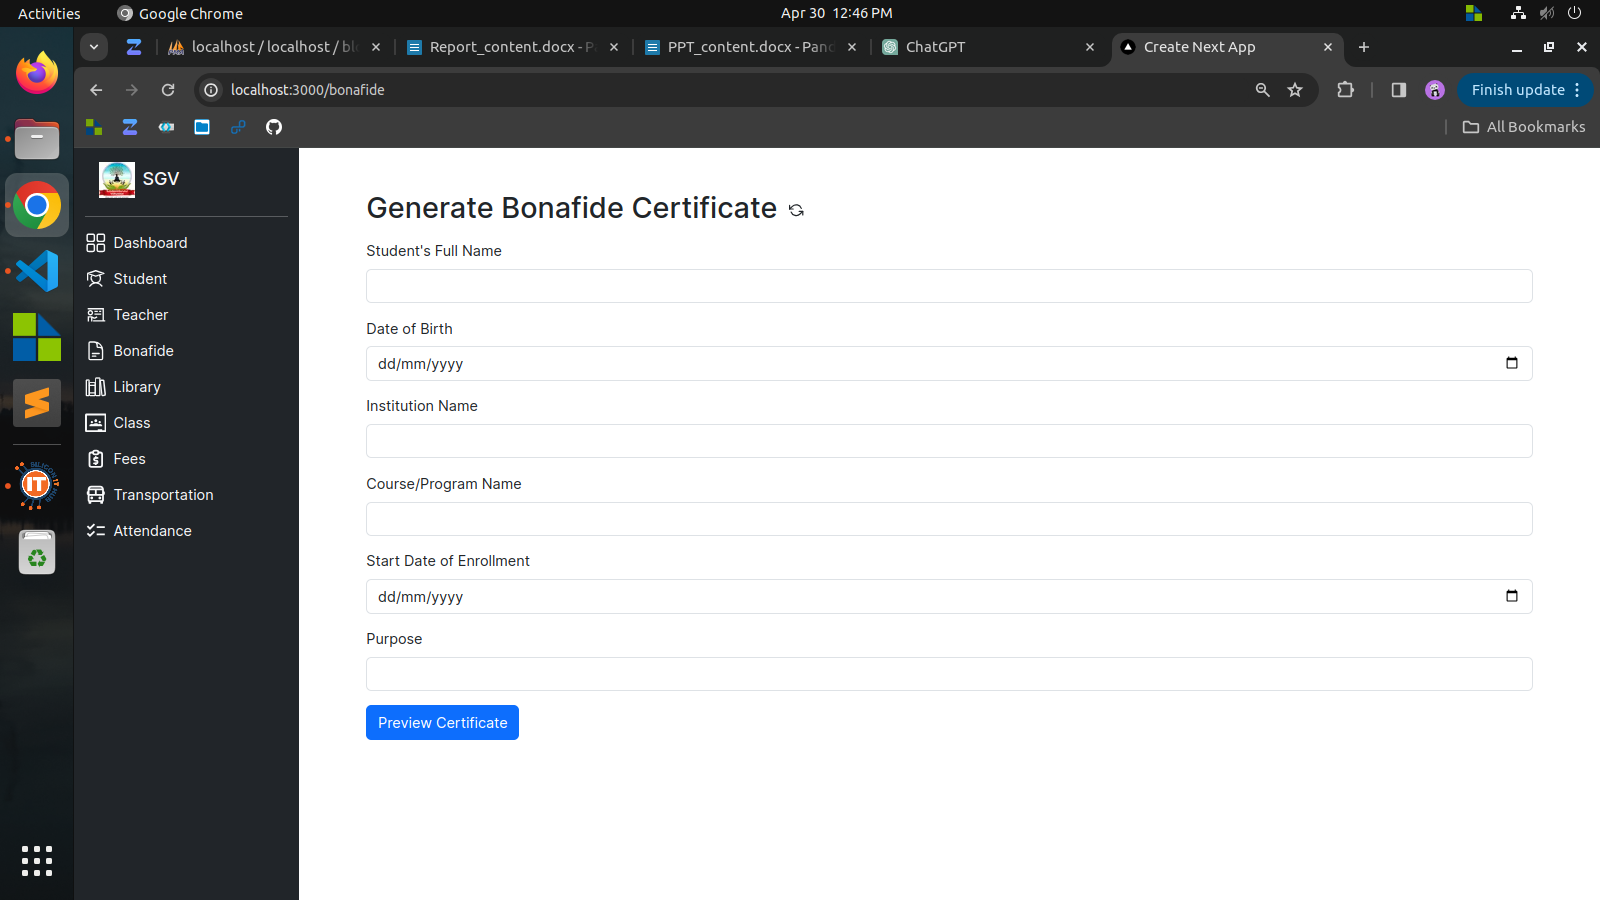 Activities
Google Chrome
Apr 30 12:46 PM
localhost / localhost / bl
Report_content.docx - P
PPT_content.docx - Pand
ChatGPT
Create Next App
localhost:3000/bonafide
Finish update
All Bookmarks
SGV
Dashboard
Student
Teacher
Bonafide
Library
Class
Fees
Transportation
Attendance
Generate Bonafide Certificate
Student's Full Name
Date of Birth
dd/mm/yyyy
Institution Name
Course/Program Name
Start Date of Enrollment
dd/mm/yyyy
Purpose
Preview Certificate
IT